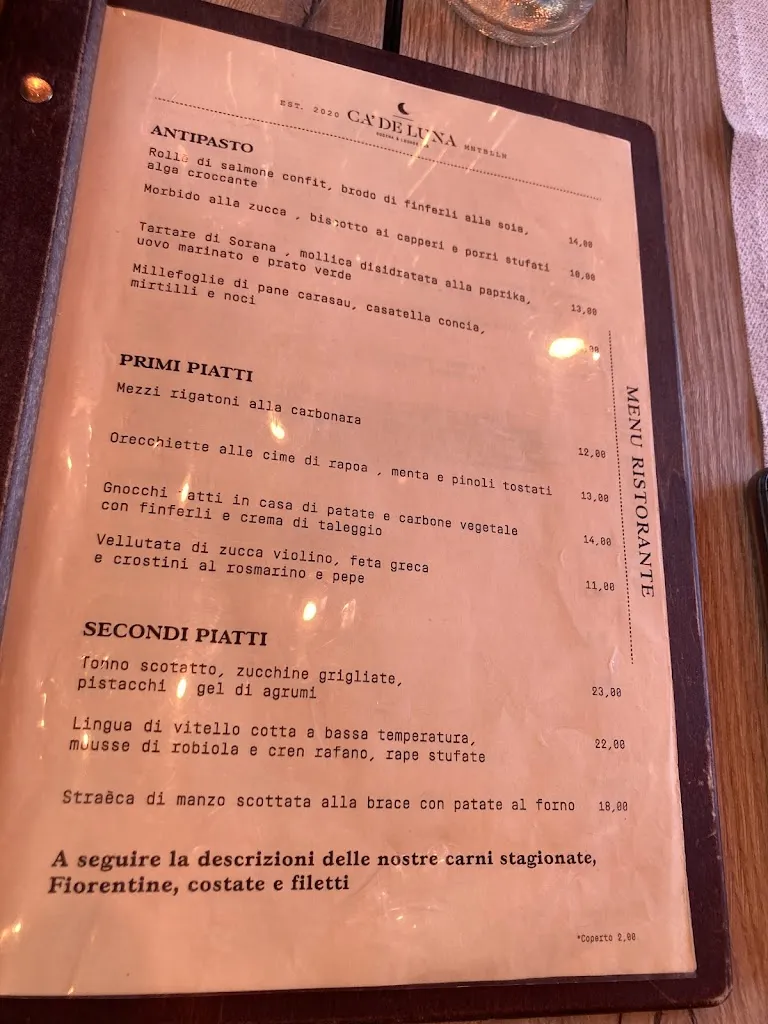 EST. 2020 CA' DE LUNA
ANTIPASTO
Rollè di salmone confit, brodo di finferli alla soia,
alga croccante 14,00
Morbido alla zucca , biscotto ai capperi e porri stufati 10,00
Tartare di Sorana , mollica disidratata alla paprika,
uovo marinato e prato verde 13,00
Millefoglie di pane carasau, casatella concia,
mirtilli e noci
PRIMI PIATTI
Mezzi rigatoni alla carbonara 12,00
Orecchiette alle cime di rapoa , menta e pinoli tostati 13,00
Gnocchi fatti in casa di patate e carbone vegetale
con finferli e crema di taleggio 14,00
Vellutata di zucca violino, feta greca
e crostini al rosmarino e pepe 11,00
SECONDI PIATTI
Tonno scotatto, zucchine grigliate,
pistacchi gel di agrumi 23,00
Lingua di vitello cotta a bassa temperatura,
mousse di robiola e cren rafano, rape stufate 22,00
Straëca di manzo scottata alla brace con patate al forno 18,00
A seguire la descrizioni delle nostre carni stagionate,
Fiorentine, costate e filetti
*Coperto 2,00
MENU RISTORANTE